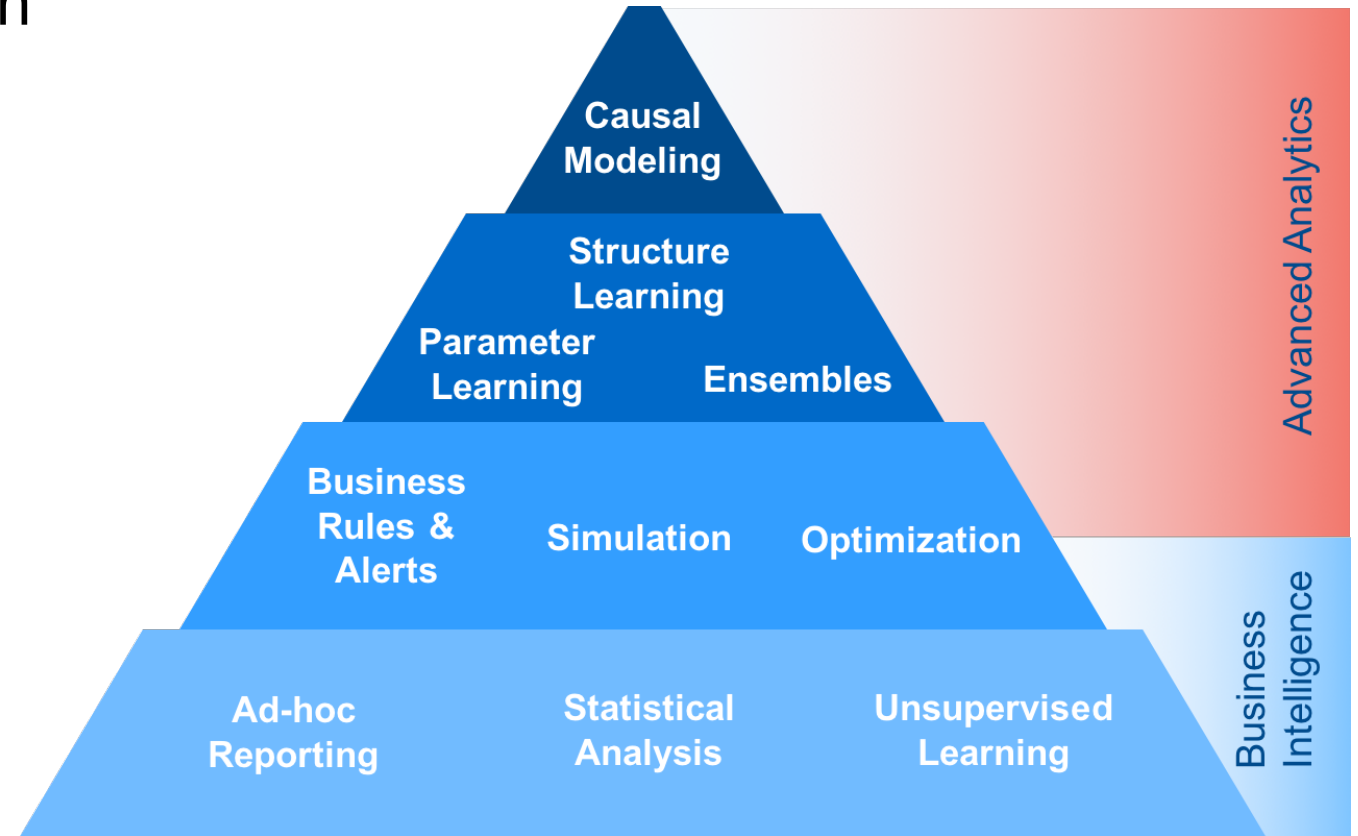 Causal
Modeling
Structure
Learning
Parameter
Learning
Ensembles
Business
Rules &
Alerts
Simulation
Optimization
Ad-hoc
Reporting
Statistical
Analysis
Unsupervised
Learning
Advanced Analytics
Business
Intelligence